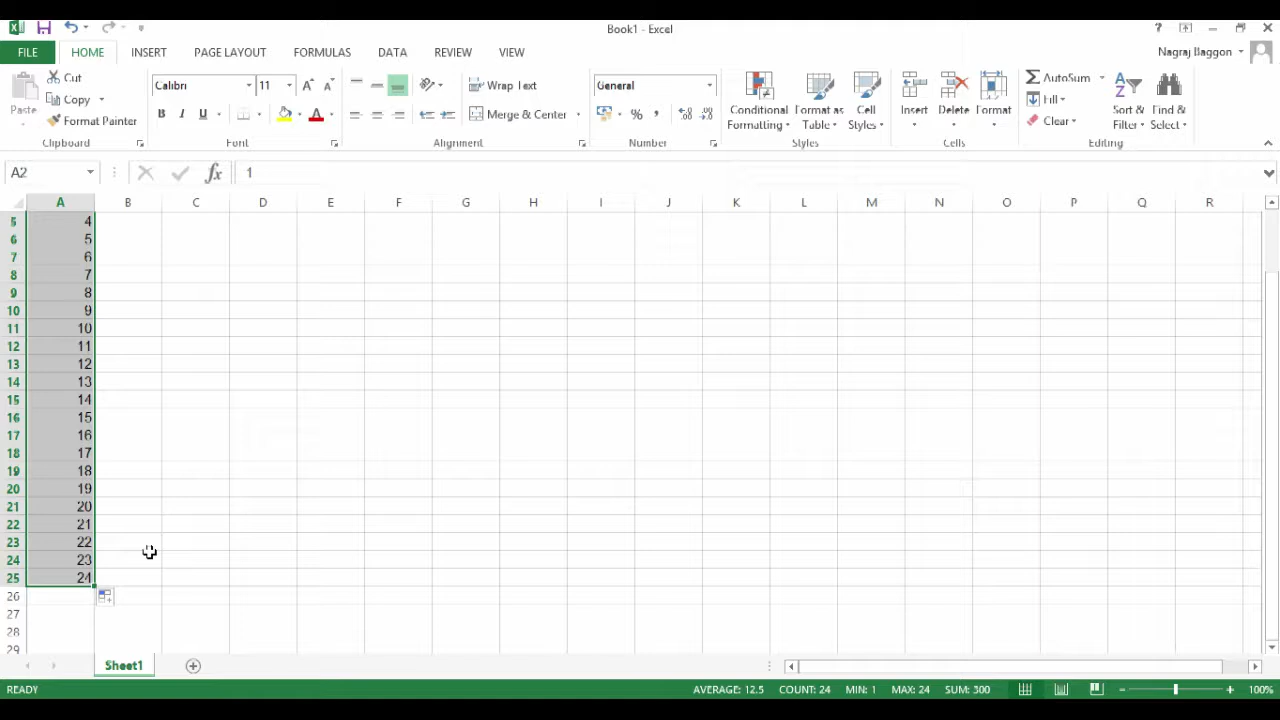 Book1 - Excel
?
FILE HOME INSERT PAGE LAYOUT FORMULAS DATA REVIEW VIEW
Nagraj Baggon
Paste
Cut
Copy
Format Painter
Clipboard
Calibri 11
B I U
Font
Wrap Text
Merge & Center
Alignment
General
% ,
Number
Conditional Formatting
Format as Table
Cell Styles
Styles
Insert Delete Format
Cells
AutoSum
Fill
Clear
Sort & Filter
Find & Select
Editing
A2 fx 1
A B C D E F G H I J K L M N O P Q R
5 4
6 5
7 6
8 7
9 8
10 9
11 10
12 11
13 12
14 13
15 14
16 15
17 16
18 17
19 18
20 19
21 20
22 21
23 22
24 23
25 24
26
27
28
29
Sheet1
READY AVERAGE: 12.5 COUNT: 24 MIN: 1 MAX: 24 SUM: 300 100%